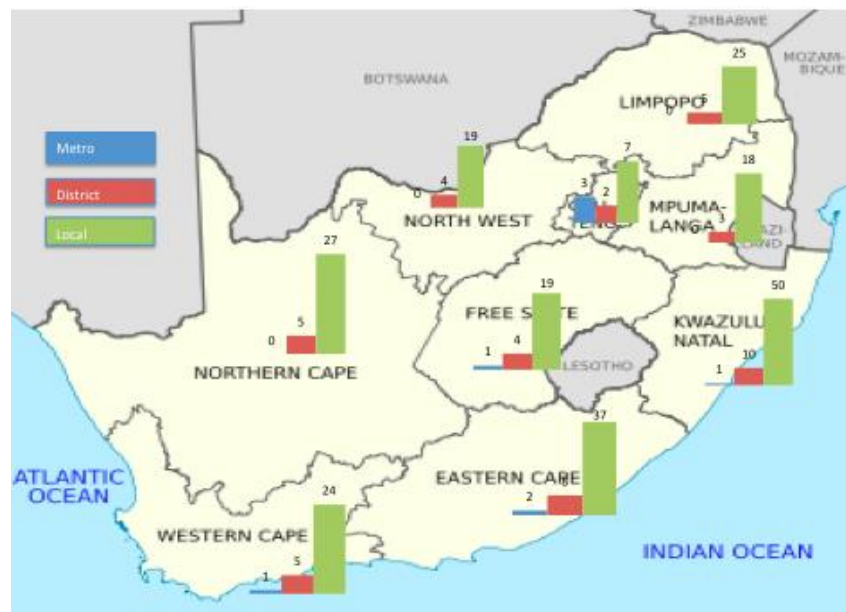 ZIMBABWE
MOZAM-
BIQUE
BOTSWANA
25
LIMPOPO
5
0
Metro
District
Local
19
4
0
NORTH WEST
7
3
2
18
MPUMA-
LANGA
3
LAND
27
5
0
NORTHERN CAPE
19
FREE
4
1
LESOTHO
50
KWAZULU
NATAL
10
1
37
EASTERN CAPE
2
ATLANTIC
OCEAN
24
WESTERN CAPE
5
1
INDIAN OCEAN